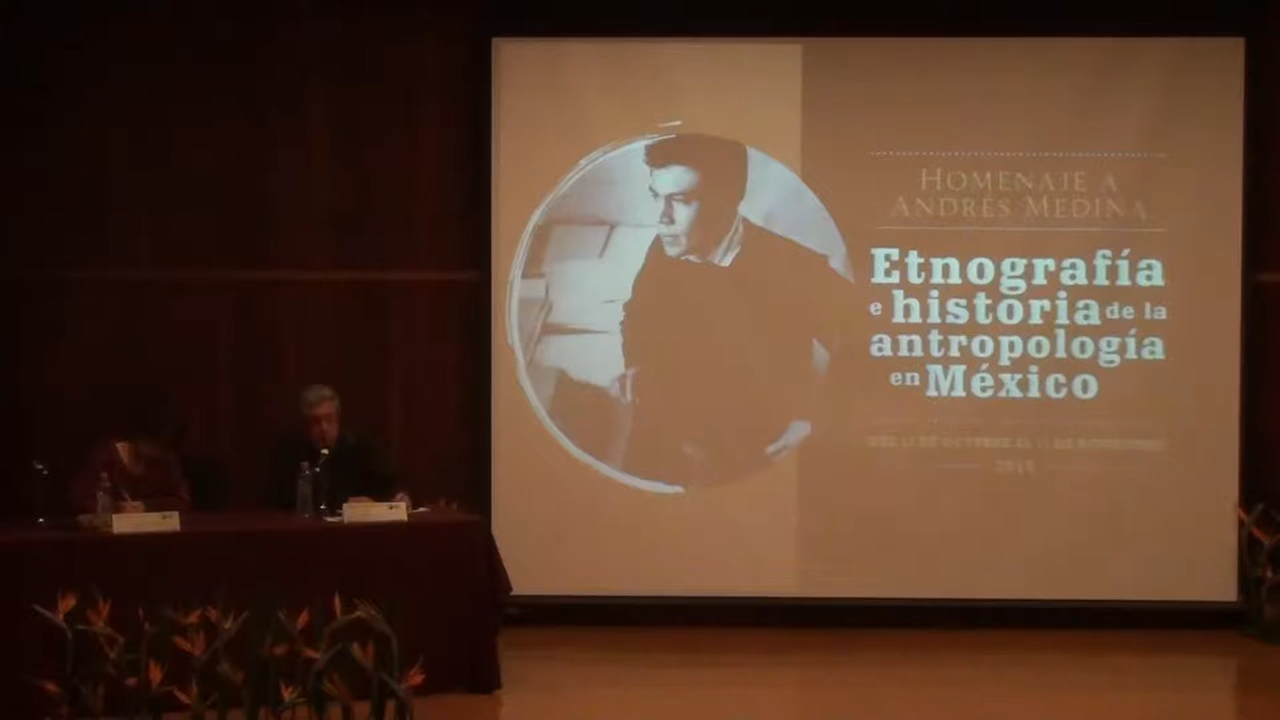 HOMENAJE A
ANDRÉS MEDINA
Etnografía
e historia de la
antropología
en México